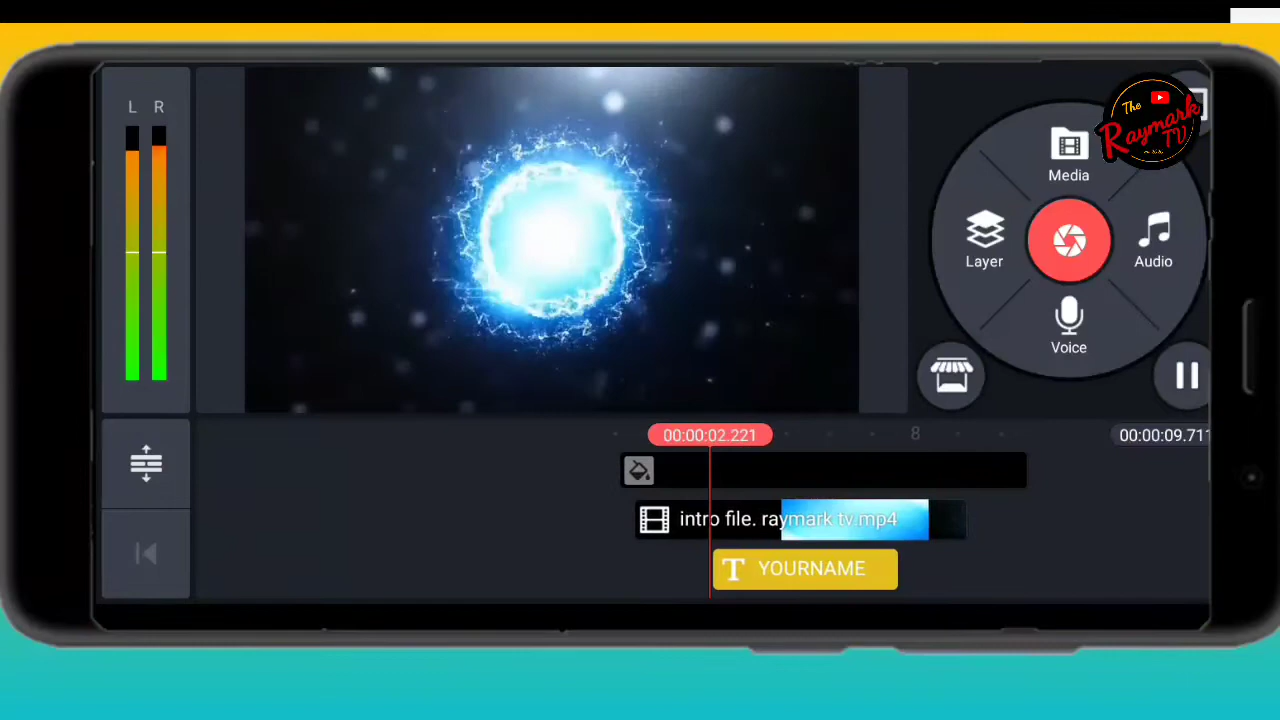 L R
The
Raymark
TV
Media
Layer
Audio
Voice
00:00:02.221
8
00:00:09.711
intro file. raymark tv.mp4
T YOURNAME